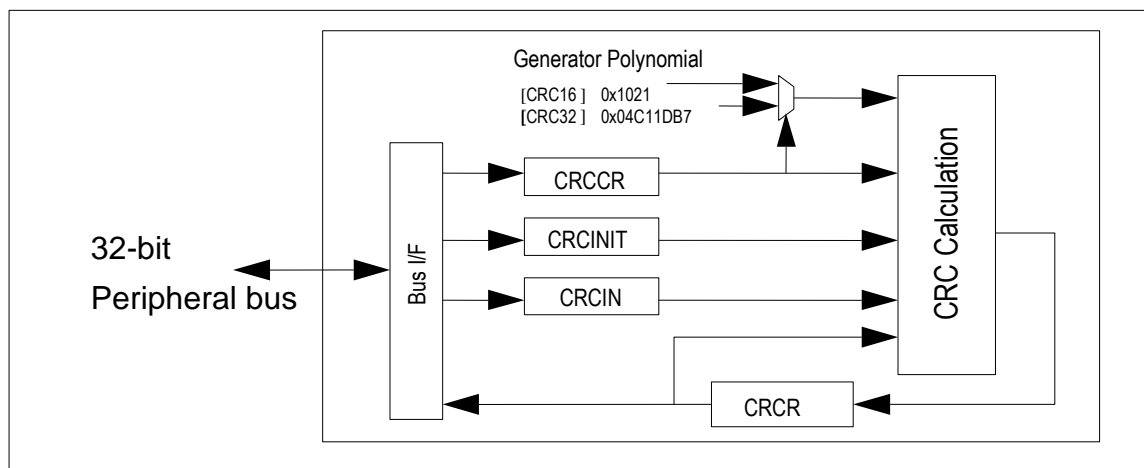 Generator Polynomial
[CRC16 ] 0x1021
[CRC32 ] 0x04C11DB7
CRCCR
CRCINIT
CRCIN
CRCR
32-bit
Peripheral bus
Bus I/F
CRC Calculation